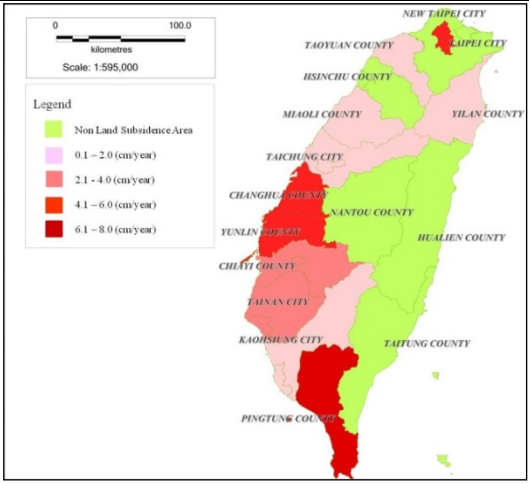 0 100.0
kilometres
Scale: 1:595,000
Legend
Non Land Subsidence Area
0.1 – 2.0 (cm/year)
2.1 - 4.0 (cm/year)
4.1 – 6.0 (cm/year)
6.1 – 8.0 (cm/year)
NEW TAIPEI CITY
TAIPEI CITY
TAOYUAN COUNTY
HSINCHU COUNTY
MIAOLI COUNTY
YILAN COUNTY
TAICHUNG CITY
CHANGHUA COUNTY
NANTOU COUNTY
YUNLIN COUNTY
HUALIEN COUNTY
CHIAYI COUNTY
TAINAN CITY
KAOHSIUNG CITY
TAITUNG COUNTY
PINGTUNG COUNTY